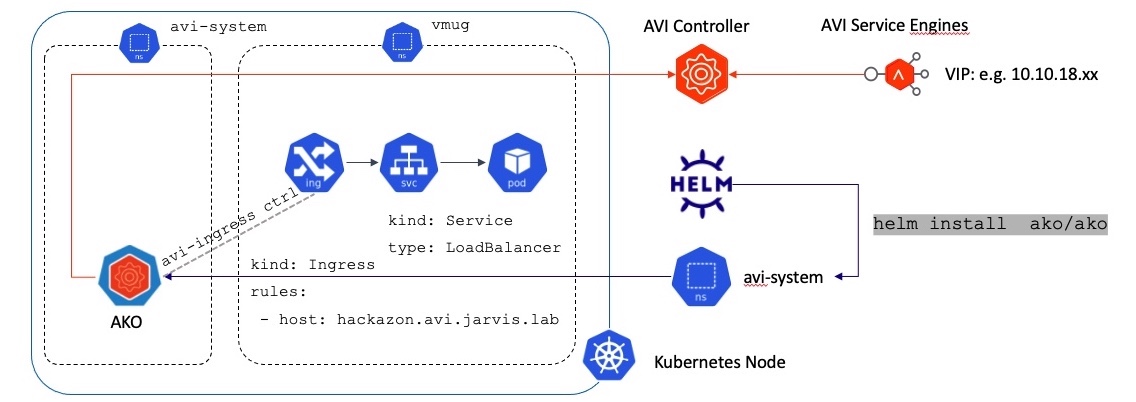 avi-system
ns
vmug
ns
AVI Controller
AVI Service Engines
VIP: e.g. 10.10.18.xx
ing
svc
pod
HELM
kind: Service
type: LoadBalancer
helm install ako/ako
avi-ingress ctrl
kind: Ingress
rules:
- host: hackazon.avi.jarvis.lab
ns
avi-system
AKO
Kubernetes Node